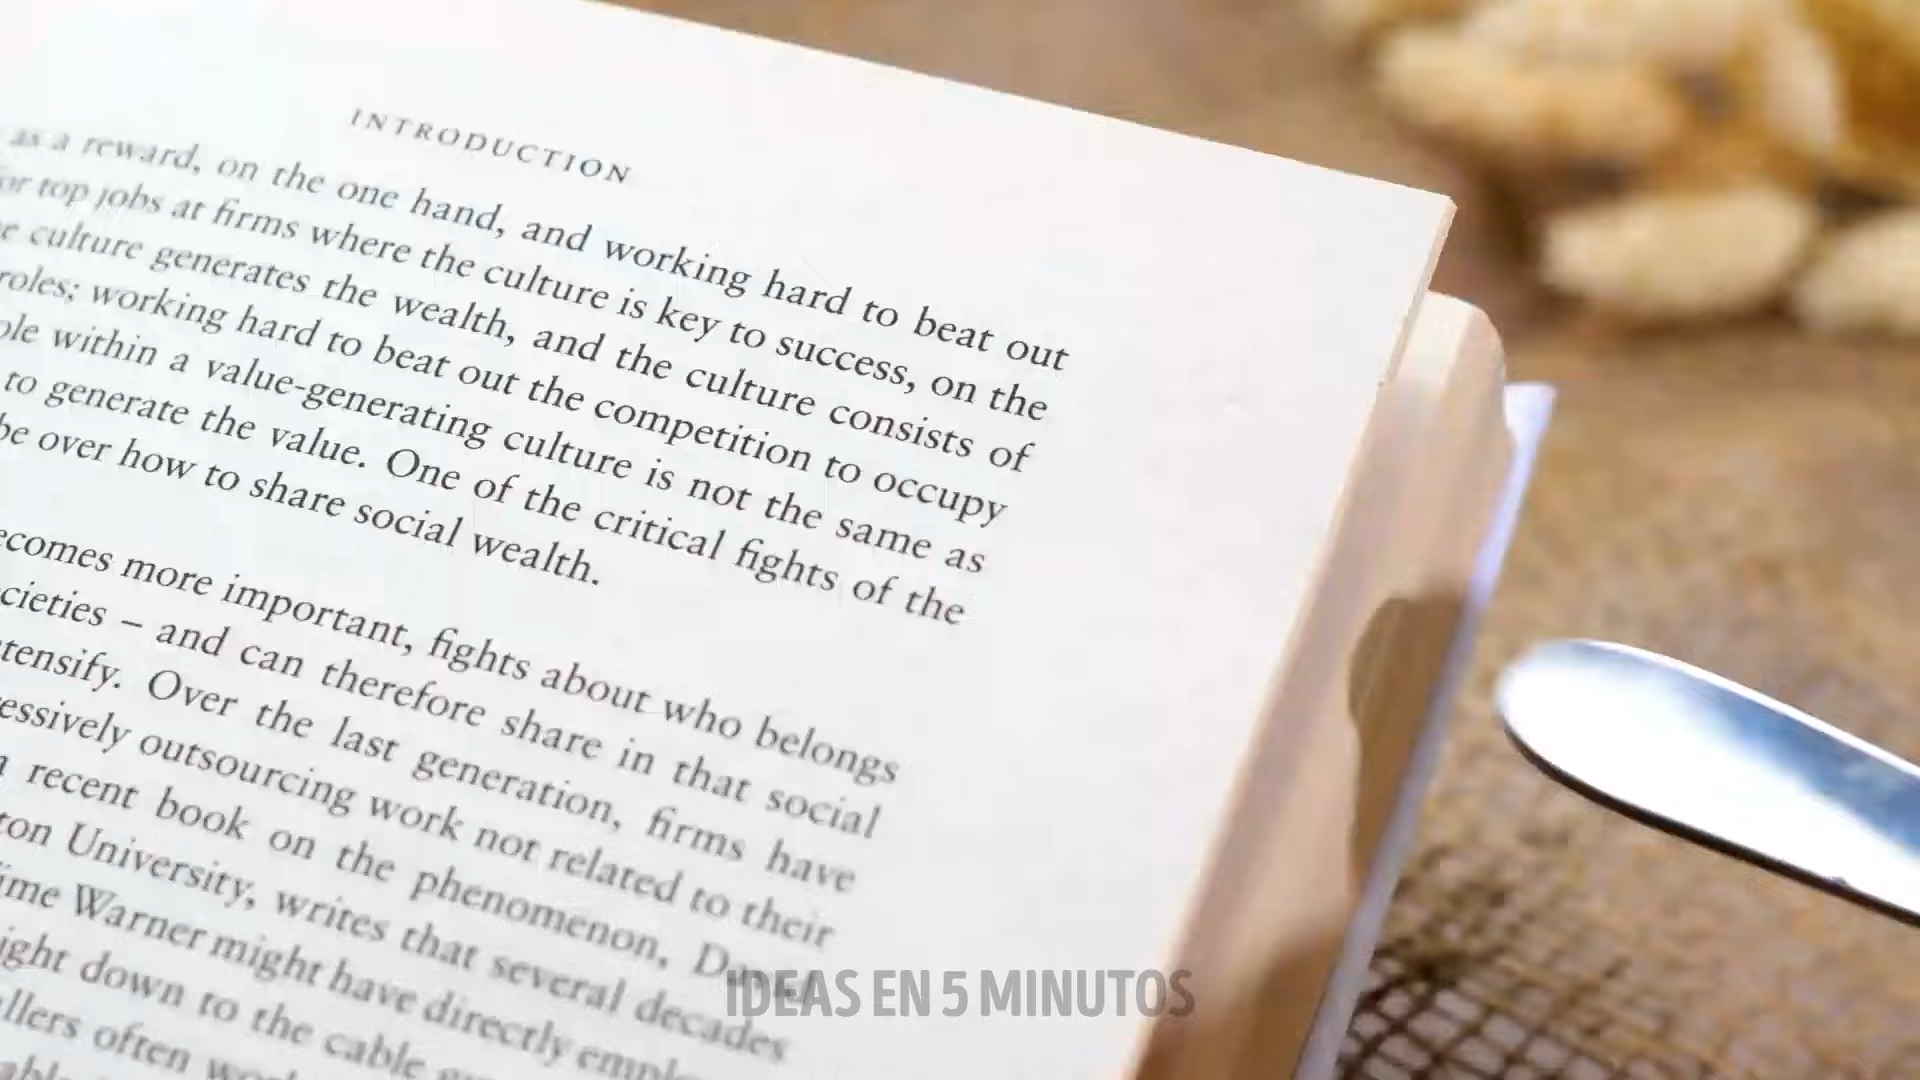 INTRODUCTION
as a reward, on the one hand, and working hard to beat out
for top jobs at firms where the culture is key to success, on the
culture generates the wealth, and the culture consists of
roles; working hard to beat out the competition to occupy
within a value-generating culture is not the same as
to generate the value. One of the critical fights of the
be over how to share social wealth.
ecomes more important, fights about who belongs
cieties – and can therefore share in that social
tensify. Over the last generation, firms have
essively outsourcing work not related to their
recent book on the phenomenon,
ton University, writes that several decades
ime Warner might have directly
ight down to the cable
llers often
IDEAS EN 5 MINUTOS